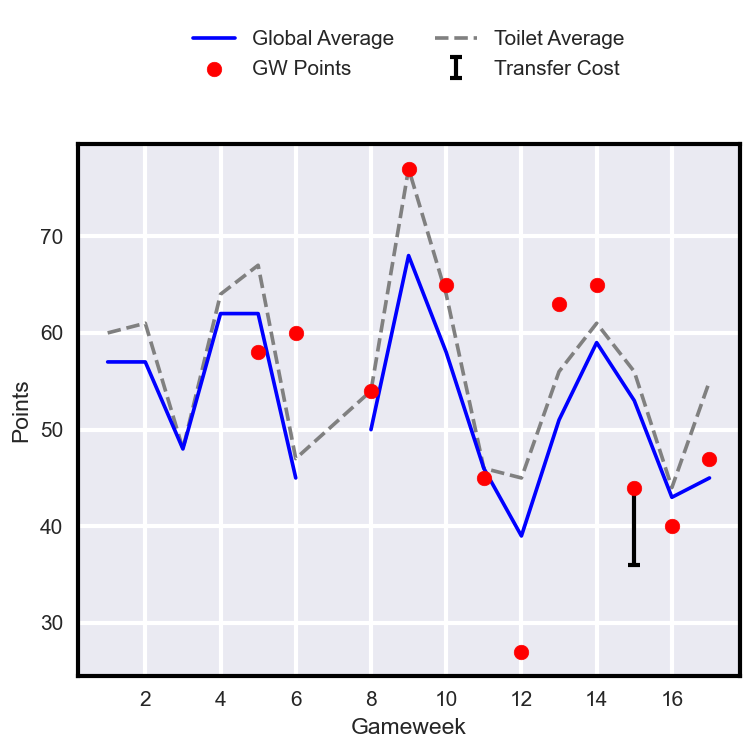 Global Average
Toilet Average
GW Points
Transfer Cost
70
60
50
40
30
Points
2 4 6 8 10 12 14 16
Gameweek